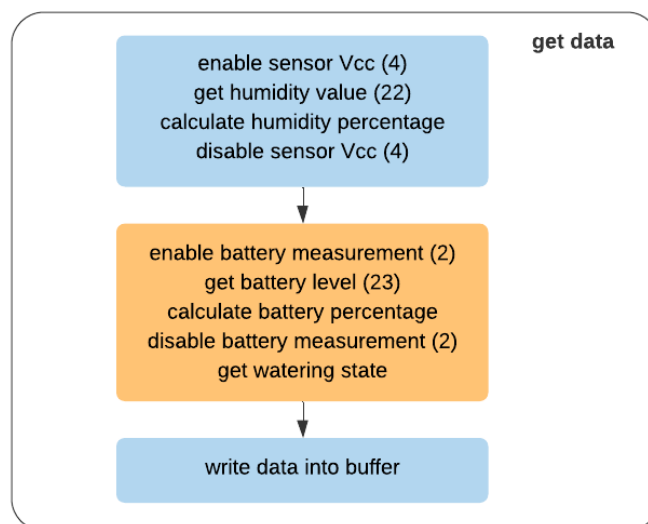 get data
enable sensor Vcc (4)
get humidity value (22)
calculate humidity percentage
disable sensor Vcc (4)
enable battery measurement (2)
get battery level (23)
calculate battery percentage
disable battery measurement (2)
get watering state
write data into buffer